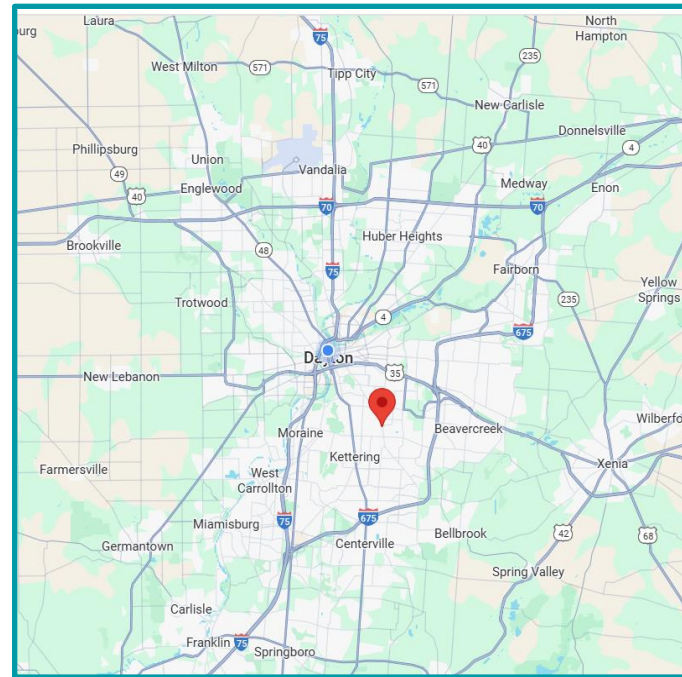 Laura
North
Hampton
urg
75
235
West Milton
571
Tipp City
571
New Carlisle
Donnelsville
40
4
Phillipsburg
49
Union
Vandalia
Medway
Enon
40
Englewood
70
70
Brookville
48
Huber Heights
75
Fairborn
Yellow
Springs
235
Trotwood
4
675
Dayton
New Lebanon
35
Moraine
Beavercreek
Wilberfo
Kettering
Xenia
Farmersville
West
Carrollton
Miamisburg
75
675
42
68
Germantown
Centerville
Bellbrook
Spring Valley
Carlisle
Franklin
75
Springboro